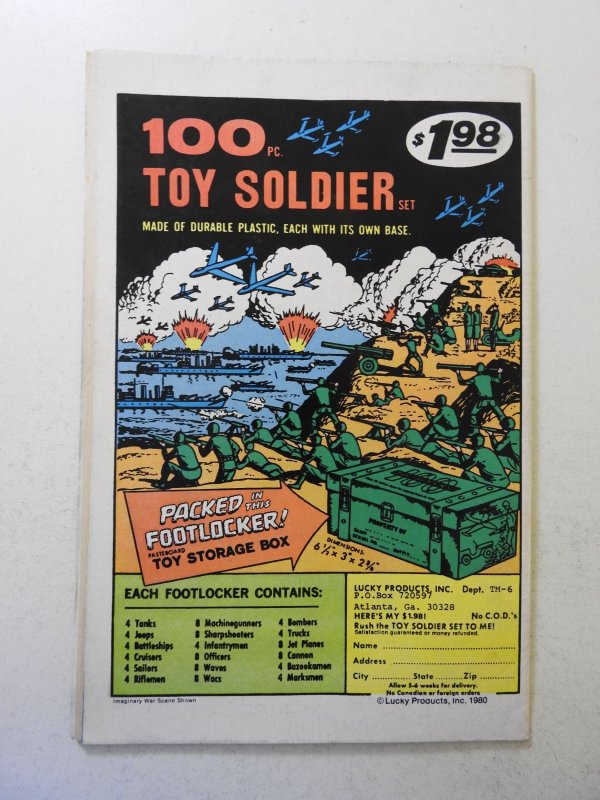 100 PC.
$1.98
TOY SOLDIER SET
MADE OF DURABLE PLASTIC, EACH WITH ITS OWN BASE.
PACKED IN THIS
FOOTLOCKER!
PASTEBOARD
TOY STORAGE BOX
DIMENSIONS:
6 1/2" x 3" x 2 3/8"
PROPERTY OF
EACH FOOTLOCKER CONTAINS:
4 Tanks 8 Machinegunners 4 Bombers
4 Jeeps 8 Sharpshooters 4 Trucks
4 Battleships 4 Infantrymen 8 Jet Planes
4 Cruisers 8 Officers 8 Cannon
4 Sailors 8 Waves 4 Bazookamen
4 Riflemen 8 Wacs 4 Marksmen
LUCKY PRODUCTS, INC. Dept. TM-6
P.O.Box 720597
Atlanta, Ga. 30328
HERE'S MY $1.98! No C.O.D.'s
Rush the TOY SOLDIER SET TO ME!
Satisfaction guaranteed or money refunded.
Name
Address
City State Zip
Allow 5-6 weeks for delivery.
No Canadian or foreign orders
Imaginary War Scene Shown
© Lucky Products, Inc. 1980